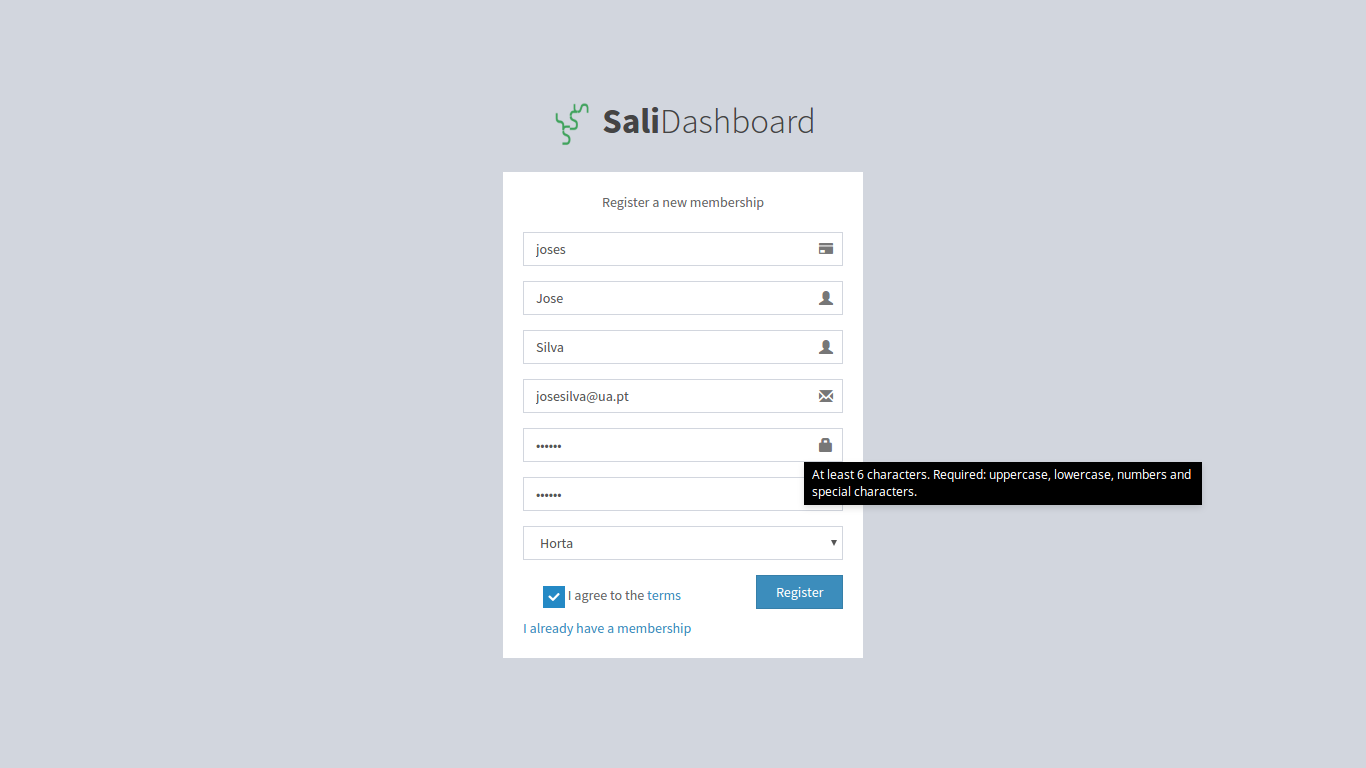 SaliDashboard
Register a new membership
joses
Jose
Silva
josesilva@ua.pt
••••••
At least 6 characters. Required: uppercase, lowercase, numbers and
special characters.
••••••
Horta
I agree to the terms
Register
I already have a membership